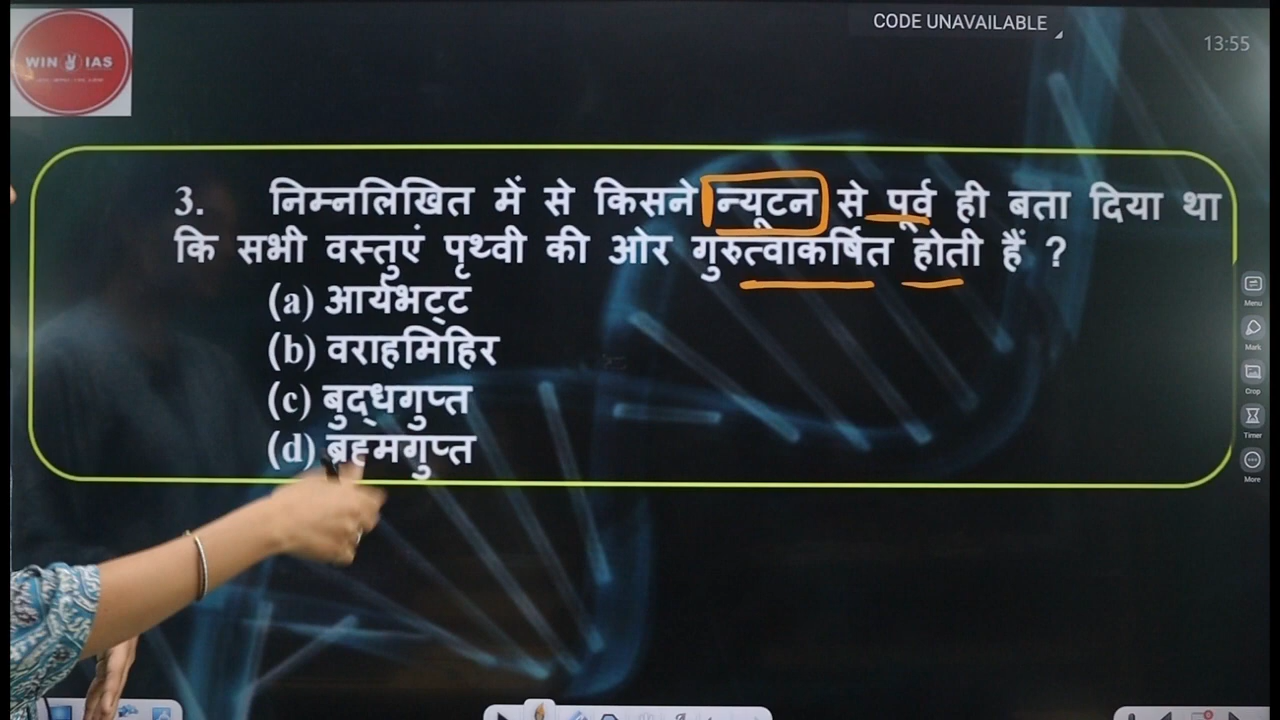 WIN IAS
CODE UNAVAILABLE
13:55
3. निम्नलिखित में से किसने न्यूटन से पूर्व ही बता दिया था
कि सभी वस्तुएं पृथ्वी की ओर गुरुत्वाकर्षित होती हैं ?
(a) आर्यभट्ट
(b) वराहमिहिर
(c) बुद्धगुप्त
(d) ब्रह्मगुप्त
Menu
Mark
Crop
Timer
More